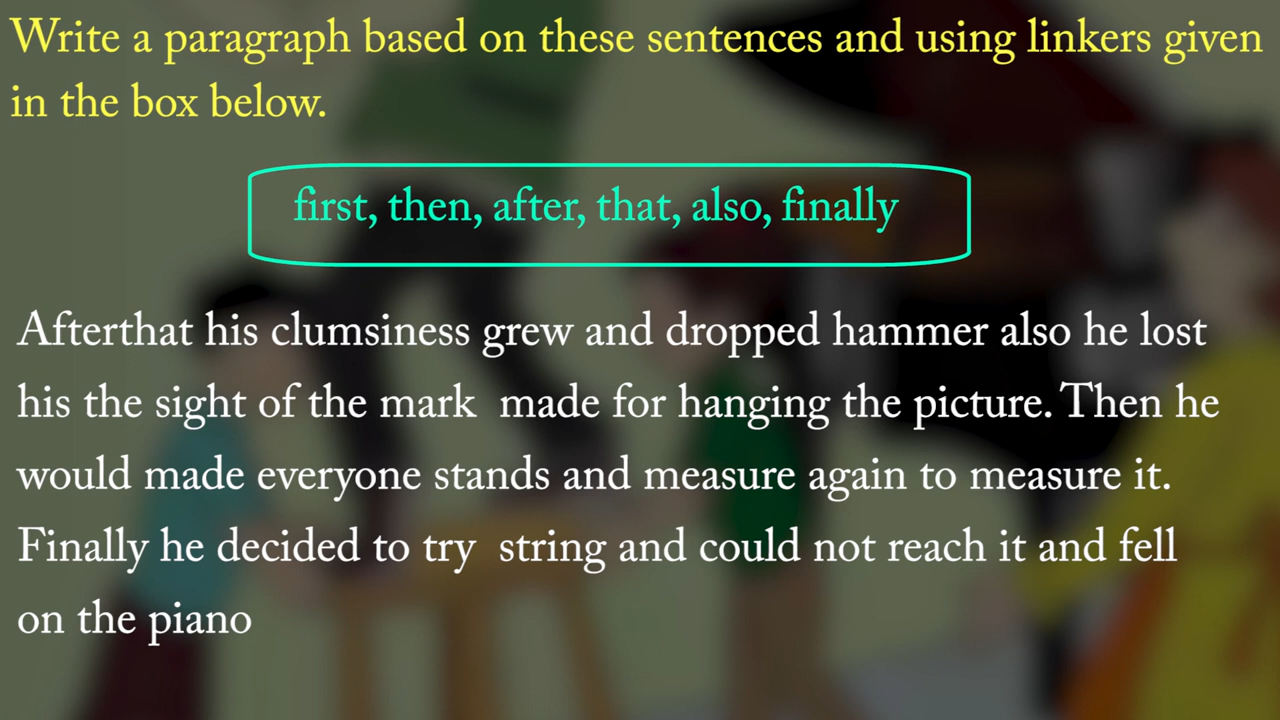 Write a paragraph based on these sentences and using linkers given
in the box below.
first, then, after, that, also, finally
Afterthat his clumsiness grew and dropped hammer also he lost
his the sight of the mark made for hanging the picture. Then he
would made everyone stands and measure again to measure it.
Finally he decided to try string and could not reach it and fell
on the piano